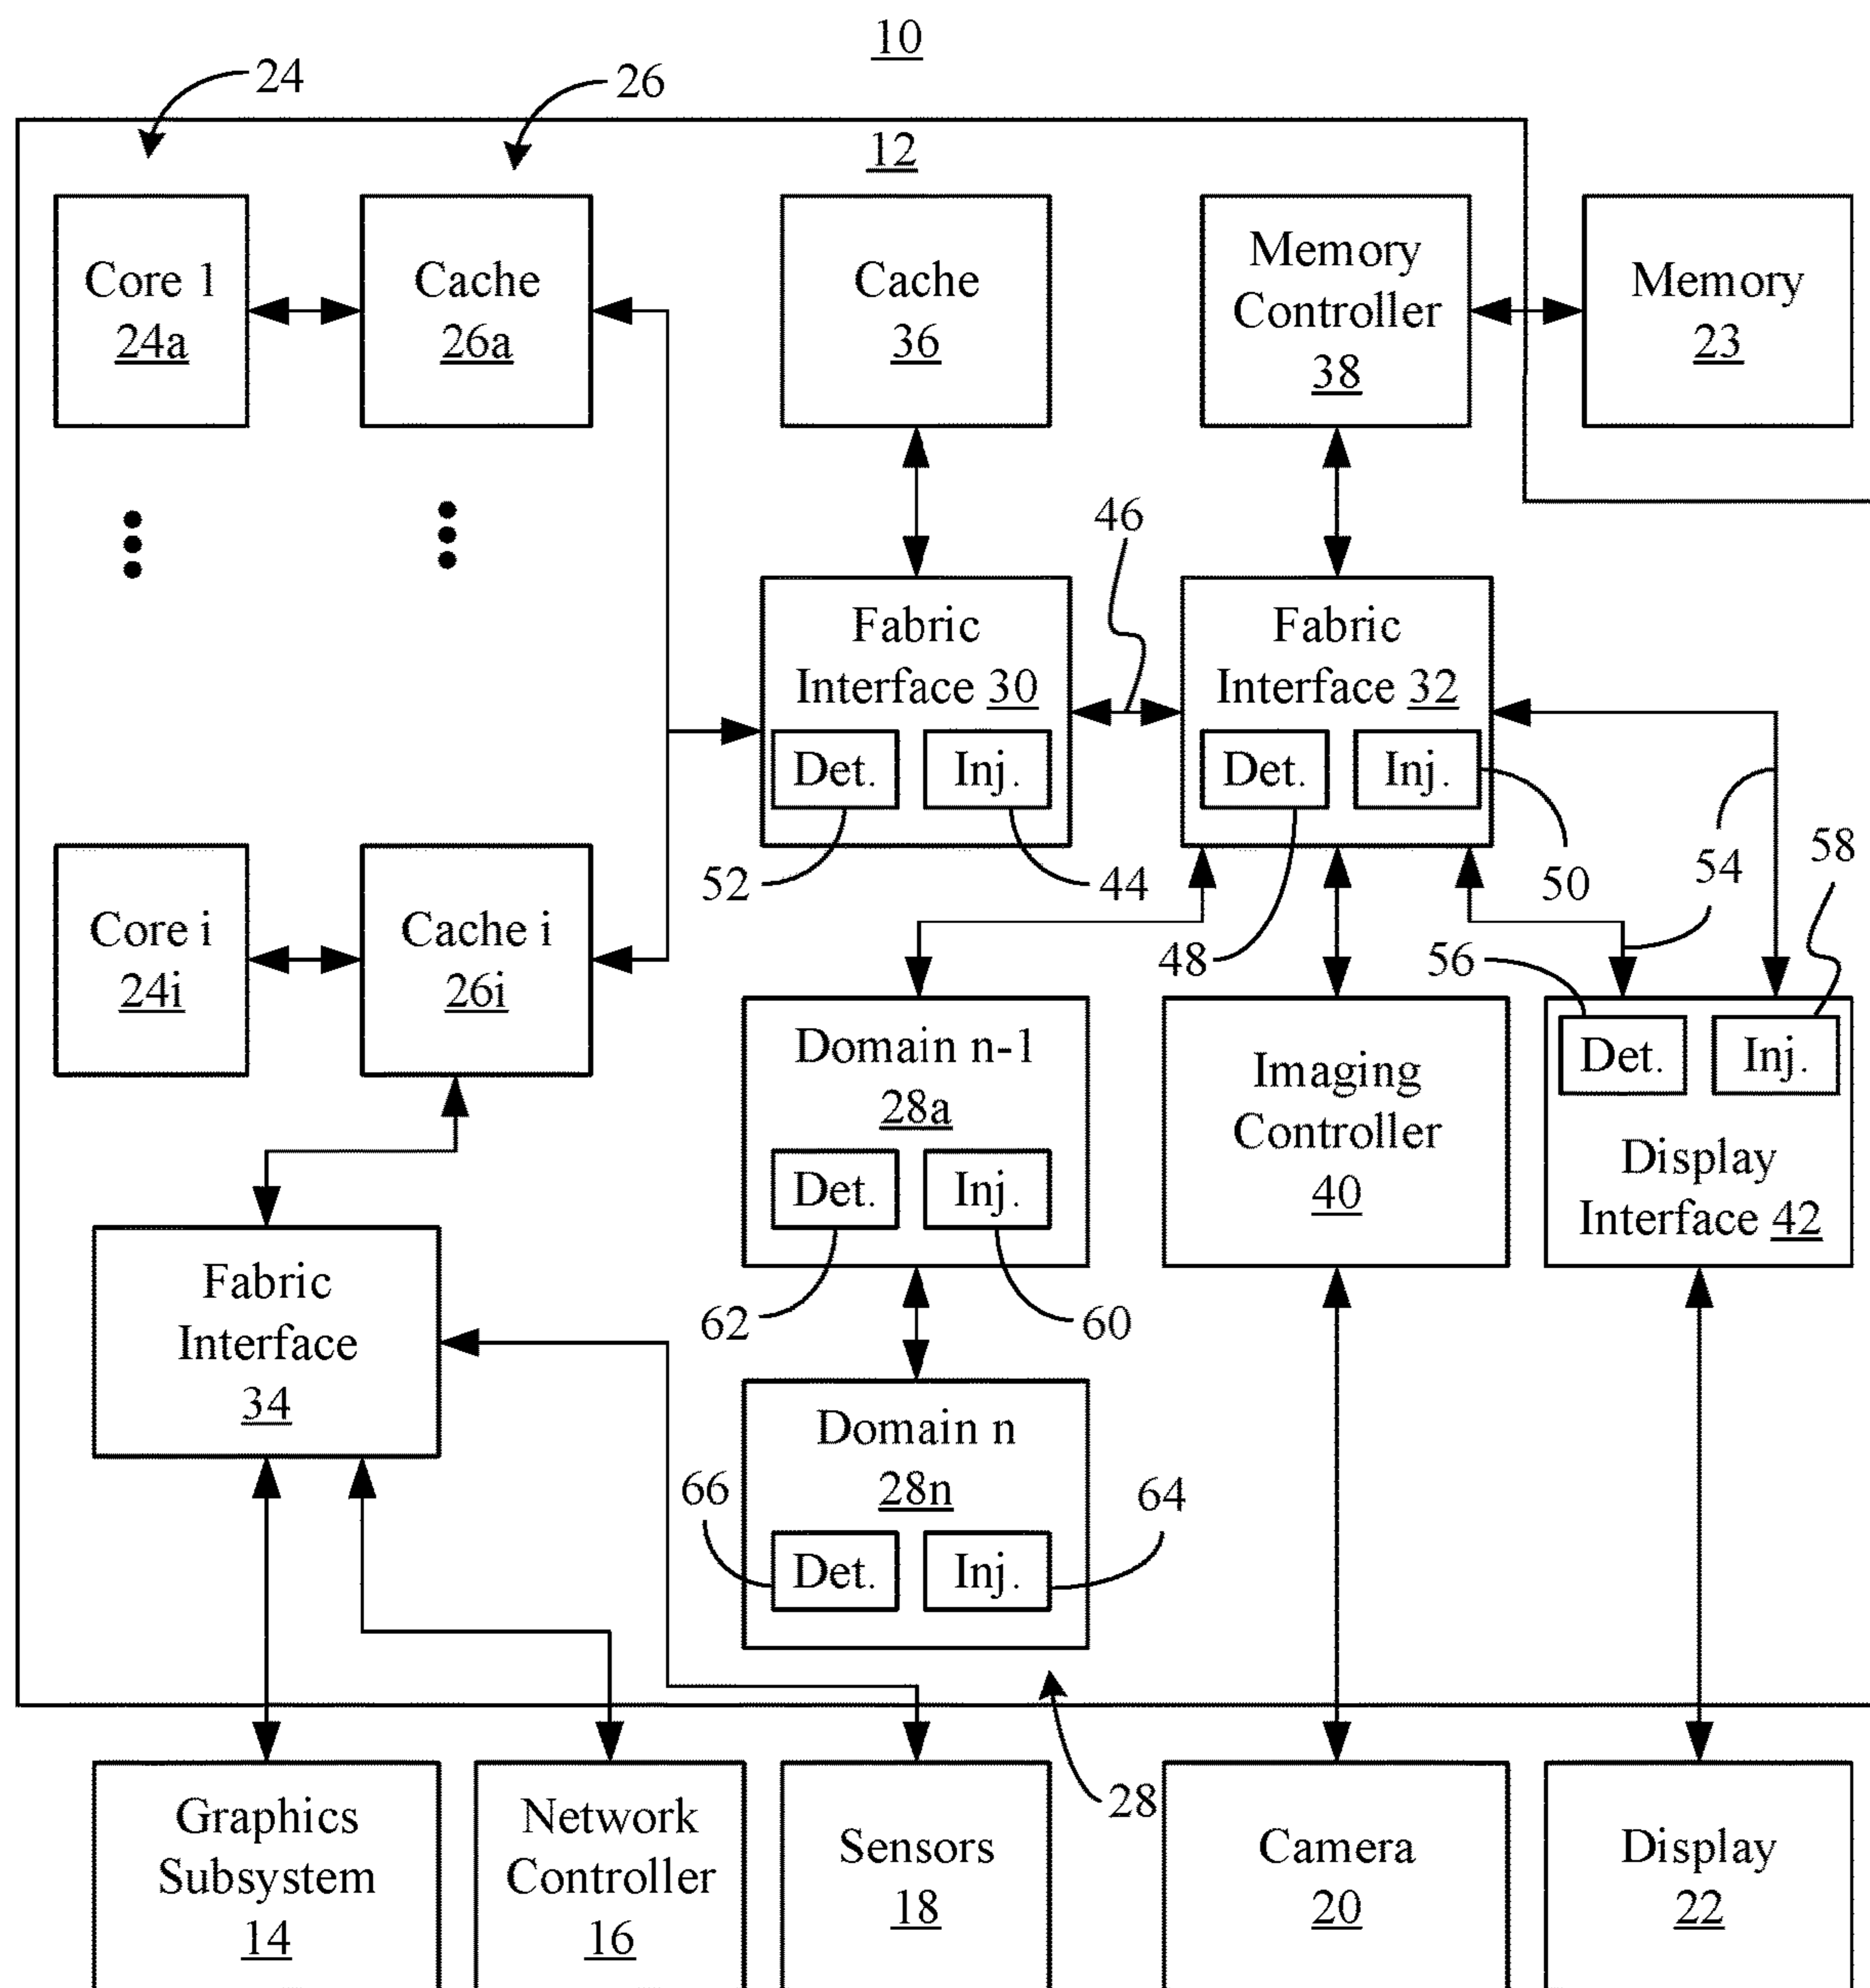 10
24
26
12
Core 1
24a
Cache
26a
Cache
36
Memory
Controller
38
Memory
23
46
Fabric
Interface 30
Det.
Inj.
52
44
Fabric
Interface 32
Det.
Inj.
48
50
54
58
56
Core i
24i
Cache i
26i
Domain n-1
28a
Det.
Inj.
62
60
Imaging
Controller
40
Det.
Inj.
Display
Interface 42
Fabric
Interface
34
Domain n
28n
66
64
Det.
Inj.
28
Graphics
Subsystem
14
Network
Controller
16
Sensors
18
Camera
20
Display
22